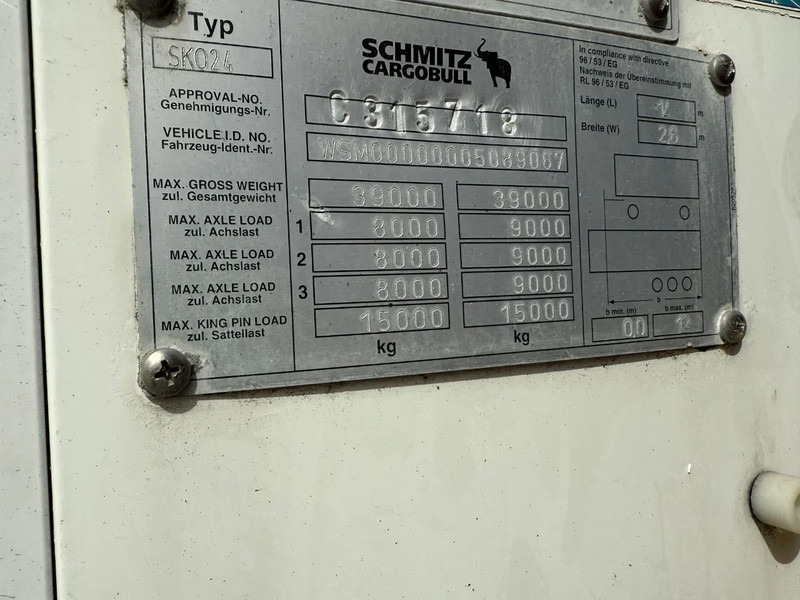 Typ
SKO24
SCHMITZ
CARGOBULL
In compliance with directive
96 / 53 / EG
Nachweis der Übereinstimmung mit
RL 96 / 53 / EG
APPROVAL-NO.
Genehmigungs-Nr.
C315718
Länge (L) m
VEHICLE I.D. NO.
Fahrzeug-Ident.-Nr.
WSM00000005089067
Breite (W) 26 m
MAX. GROSS WEIGHT
zul. Gesamtgewicht
39000 39000
MAX. AXLE LOAD
zul. Achslast
1 8000 9000
MAX. AXLE LOAD
zul. Achslast
2 8000 9000
MAX. AXLE LOAD
zul. Achslast
3 8000 9000
MAX. KING PIN LOAD
zul. Sattellast
15000 15000
kg kg
b
b min. (m) b max. (m)
00